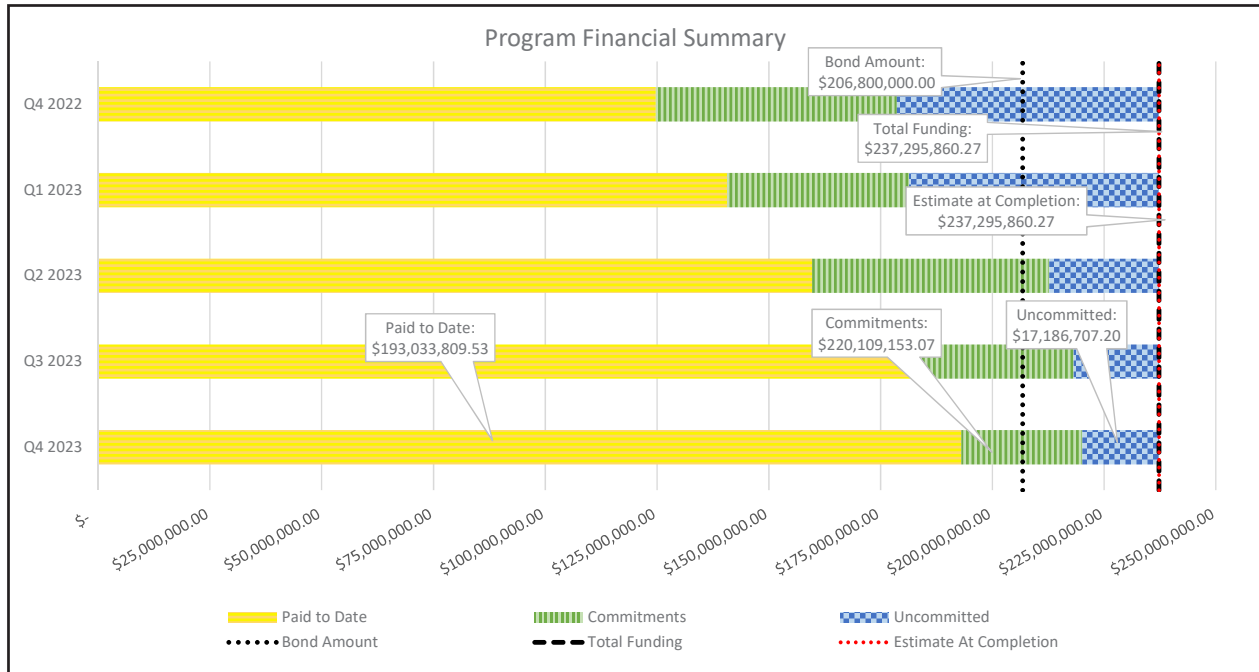 Program Financial Summary
Bond Amount:
$206,800,000.00
Q4 2022
Total Funding:
$237,295,860.27
Q1 2023
Estimate at Completion:
$237,295,860.27
Q2 2023
Paid to Date:
$193,033,809.53
Commitments:
$220,109,153.07
Uncommitted:
$17,186,707.20
Q3 2023
Q4 2023
$-
$25,000,000.00
$50,000,000.00
$75,000,000.00
$100,000,000.00
$125,000,000.00
$150,000,000.00
$175,000,000.00
$200,000,000.00
$225,000,000.00
$250,000,000.00
Paid to Date
Commitments
Uncommitted
Bond Amount
Total Funding
Estimate At Completion